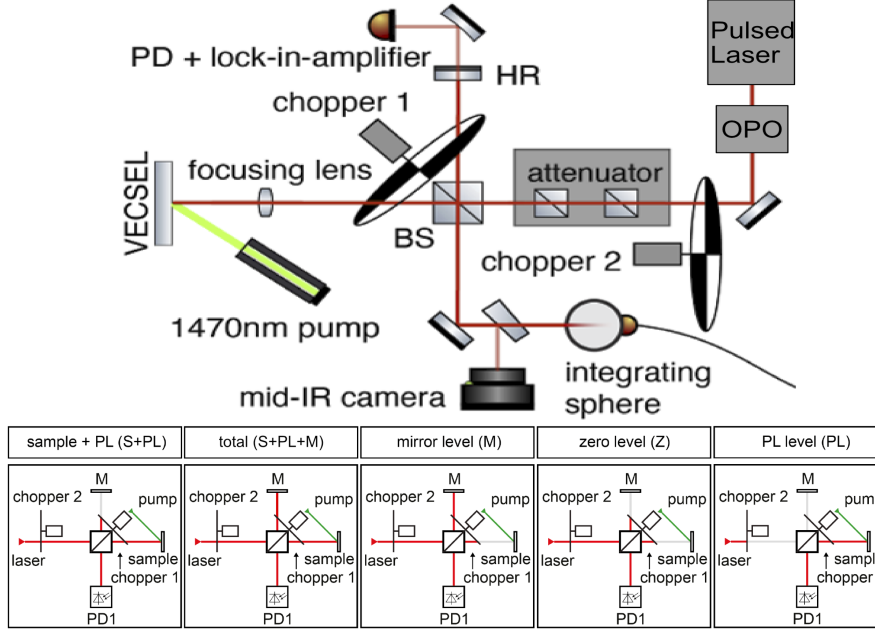 Pulsed
Laser
OPO
PD + lock-in-amplifier
HR
chopper 1
focusing lens
attenuator
VECSEL
BS
chopper 2
1470nm pump
mid-IR camera
integrating
sphere
sample + PL (S+PL)
total (S+PL+M)
mirror level (M)
zero level (Z)
PL level (PL)
M
chopper 2
pump
laser
sample
chopper 1
PD1
M
chopper 2
pump
laser
sample
chopper 1
PD1
M
chopper 2
pump
laser
sample
chopper 1
PD1
M
chopper 2
pump
laser
sample
chopper 1
PD1
M
chopper 2
pump
laser
sample
chopper
PD1